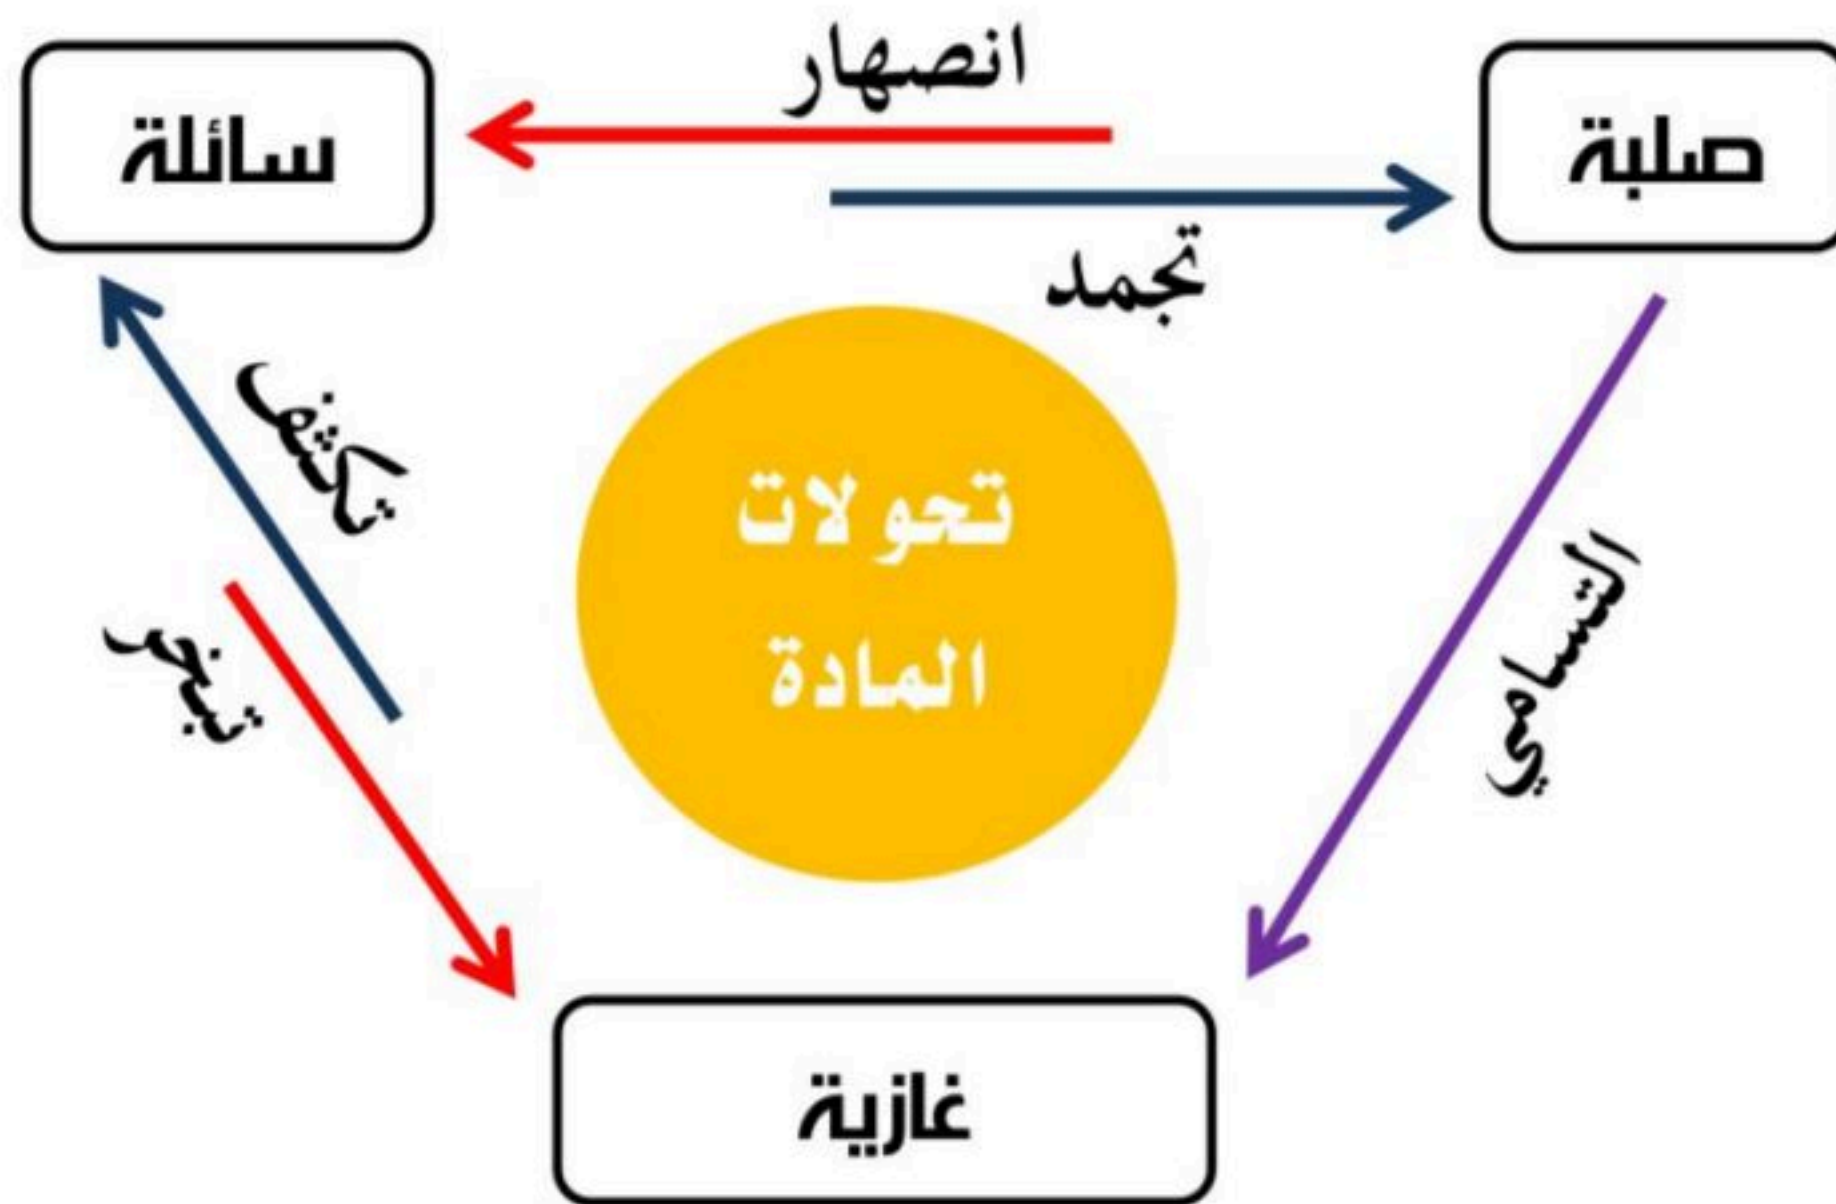 انصهار
صلبة
سائلة
تجمد
تكثف
تحولات
المادة
التسامي
تبخر
غازية